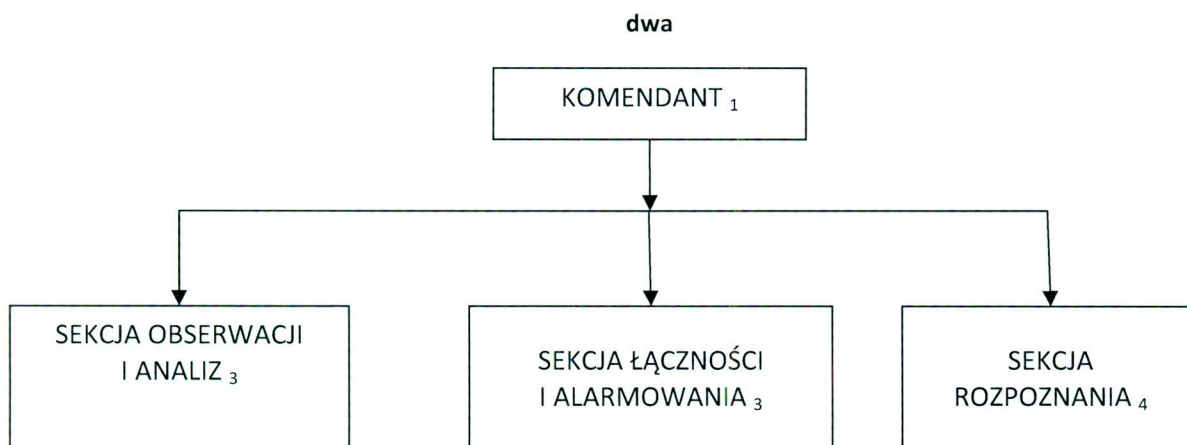 dwa
KOMENDANT 1
SEKCJA OBSERWACJI
I ANALIZ 3
SEKCJA ŁĄCZNOŚCI
I ALARMOWANIA 3
SEKCJA
ROZPOZNANIA 4